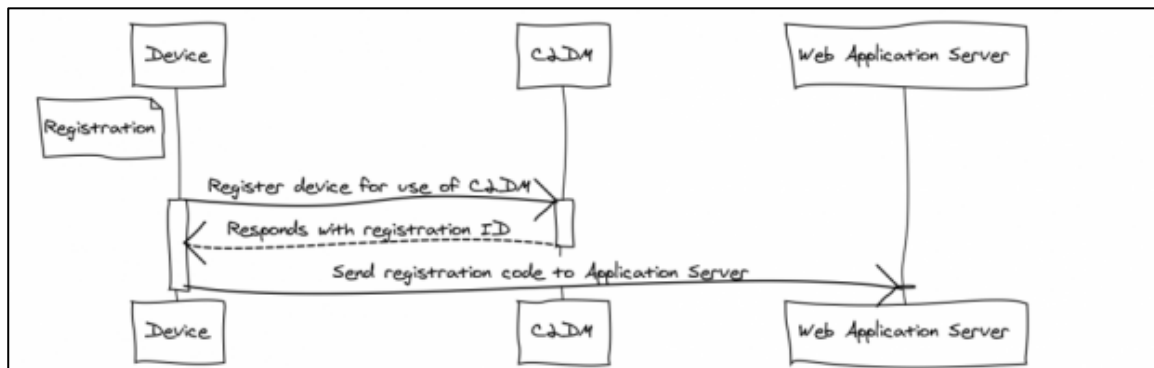 Device
C2DM
Web Application Server
Registration
Register device for use of C2DM
Responds with registration ID
Send registration code to Application Server
Device
C2DM
Web Application Server